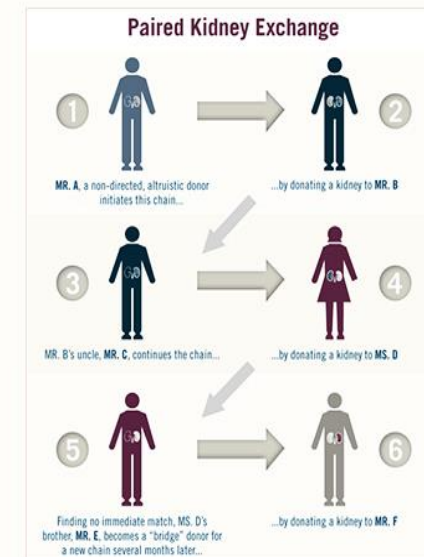 Paired Kidney Exchange
1
2
MR. A, a non-directed, altruistic donor
initiates this chain...
...by donating a kidney to MR. B
3
4
MR. B's uncle, MR. C, continues the chain...
...by donating a kidney to MS. D
5
6
Finding no immediate match, MS. D's
brother, MR. E, becomes a "bridge" donor for
a new chain several months later...
...by donating a kidney to MR. F